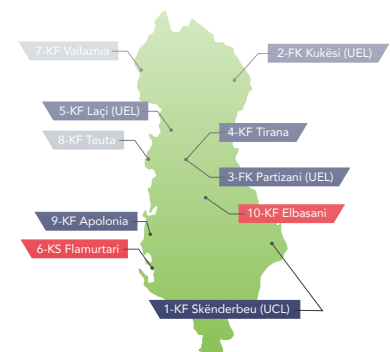 7-KF Vallaznia
2-FK Kukësi (UEL)
5-KF Laçi (UEL)
4-KF Tirana
8-KF Teuta
3-FK Partizani (UEL)
9-KF Apolonia
10-KF Elbasani
6-KS Flamurtari
1-KF Skënderbeu (UCL)